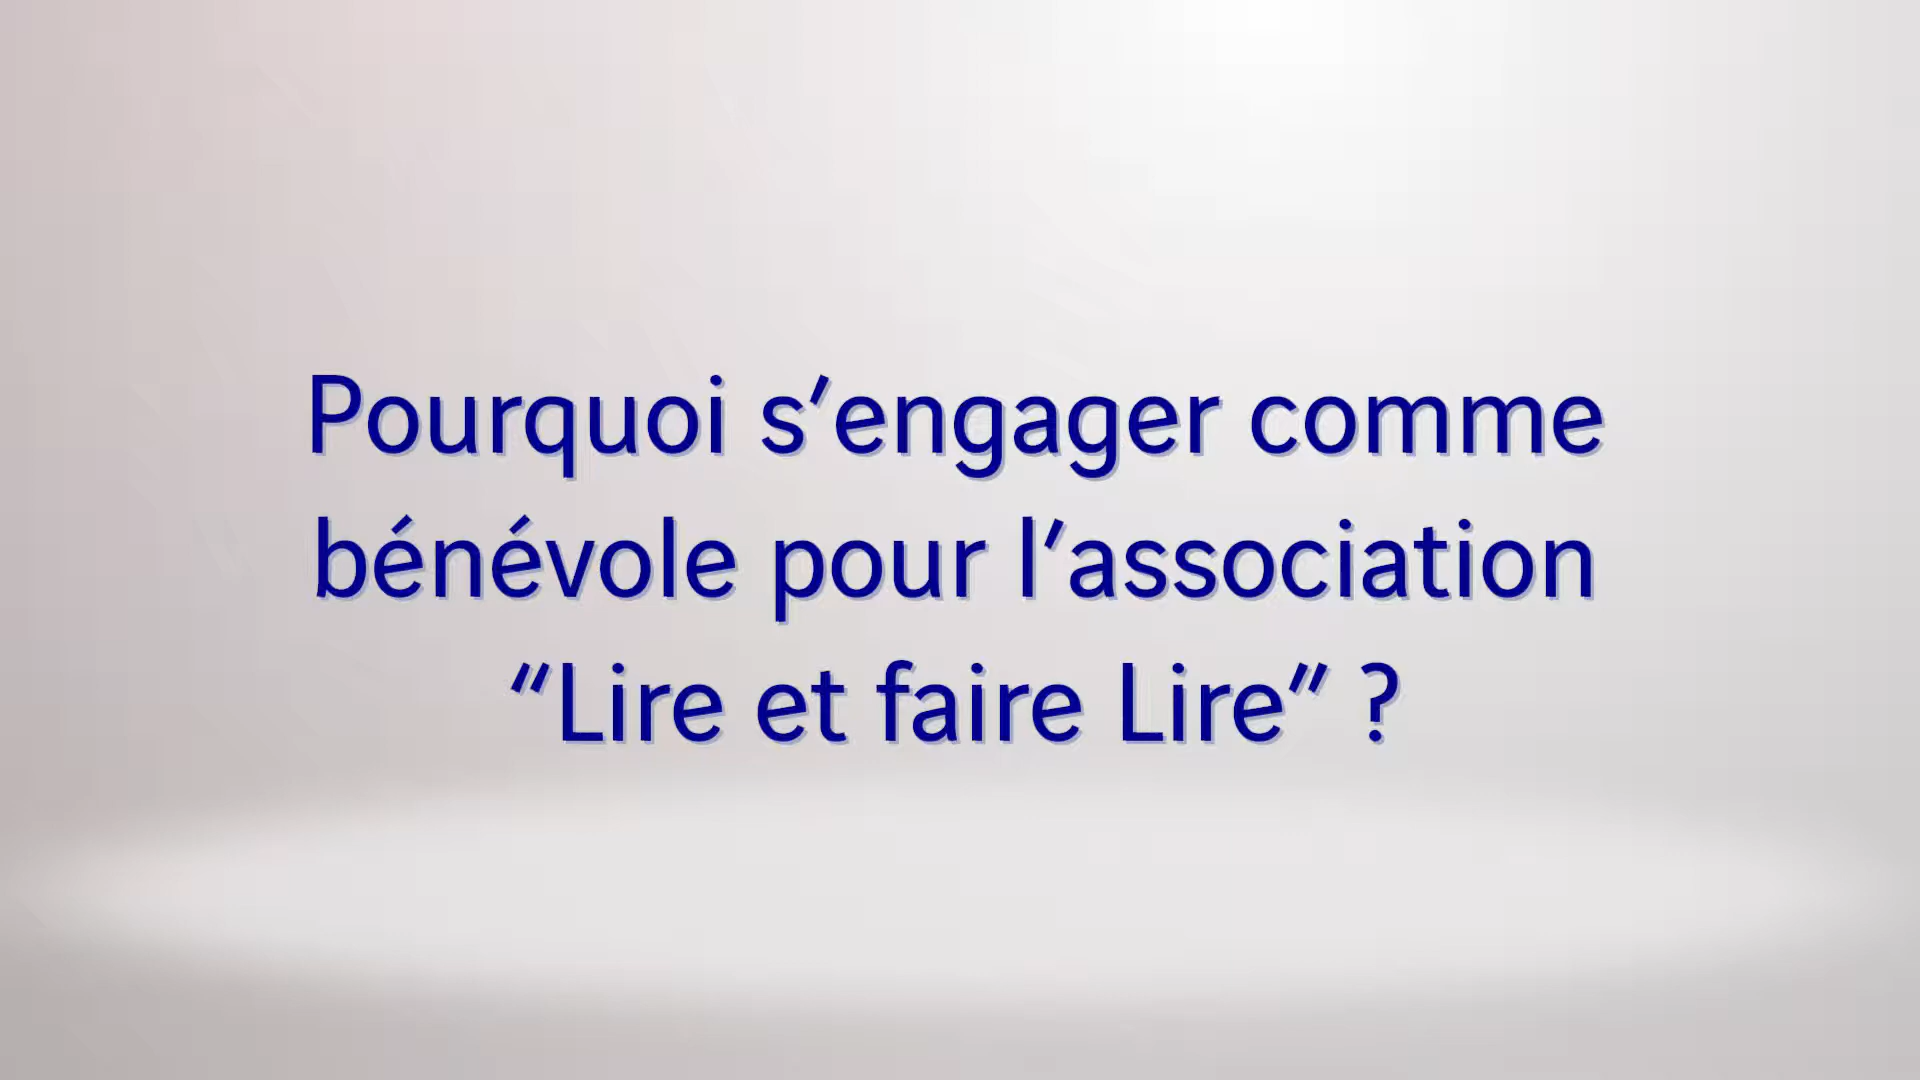 Pourquoi s’engager comme
bénévole pour l’association
“Lire et faire Lire” ?